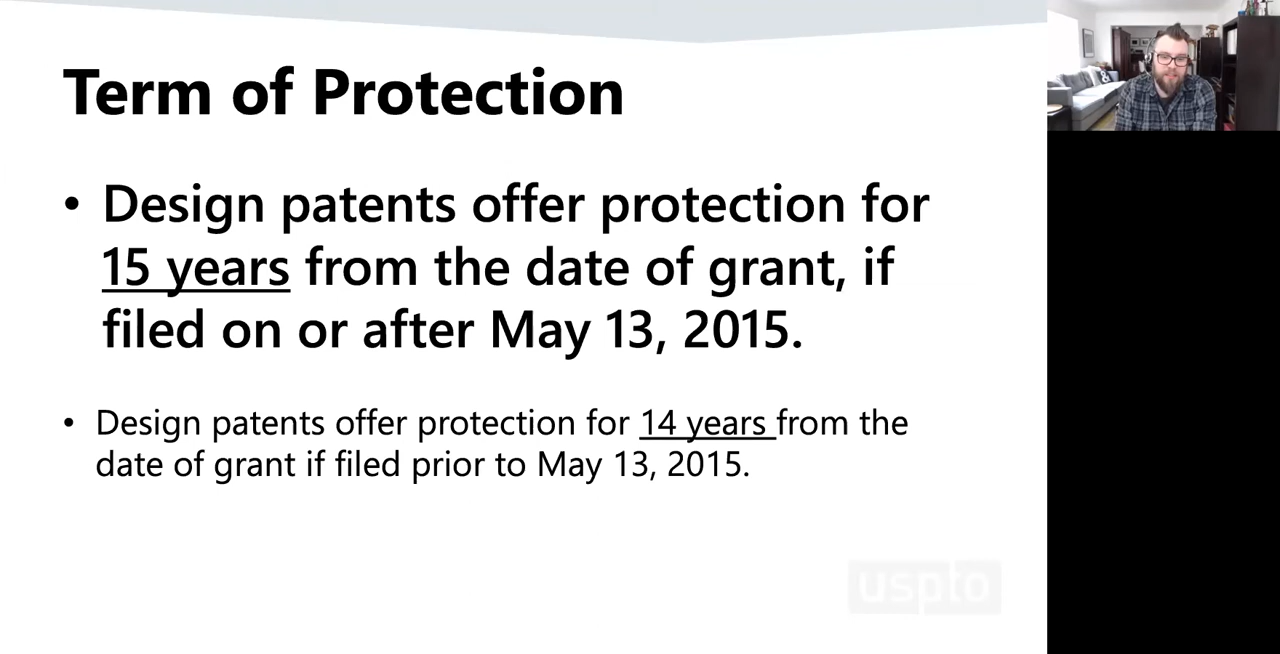 Term of Protection
• Design patents offer protection for
15 years from the date of grant, if
filed on or after May 13, 2015.
• Design patents offer protection for 14 years from the
date of grant if filed prior to May 13, 2015.
uspto